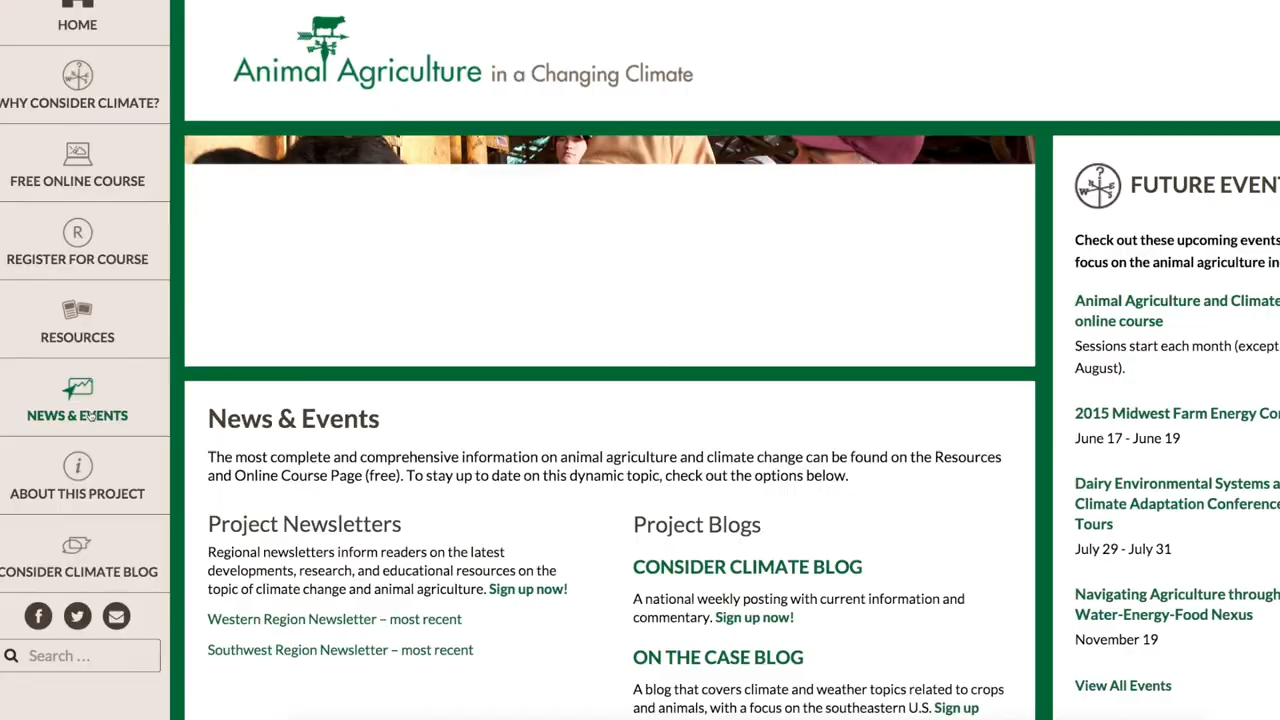 HOME
WHY CONSIDER CLIMATE?
FREE ONLINE COURSE
R
REGISTER FOR COURSE
RESOURCES
NEWS & EVENTS
ABOUT THIS PROJECT
CONSIDER CLIMATE BLOG
Search ...
Animal Agriculture in a Changing Climate
News & Events
The most complete and comprehensive information on animal agriculture and climate change can be found on the Resources
and Online Course Page (free). To stay up to date on this dynamic topic, check out the options below.
Project Newsletters
Regional newsletters inform readers on the latest
developments, research, and educational resources on the
topic of climate change and animal agriculture. Sign up now!
Western Region Newsletter – most recent
Southwest Region Newsletter – most recent
Project Blogs
CONSIDER CLIMATE BLOG
A national weekly posting with current information and
commentary. Sign up now!
ON THE CASE BLOG
A blog that covers climate and weather topics related to crops
and animals, with a focus on the southeastern U.S. Sign up
FUTURE EVENT
Check out these upcoming events
focus on the animal agriculture in
Animal Agriculture and Climate
online course
Sessions start each month (except
August).
2015 Midwest Farm Energy Con
June 17 - June 19
Dairy Environmental Systems a
Climate Adaptation Conference
Tours
July 29 - July 31
Navigating Agriculture through
Water-Energy-Food Nexus
November 19
View All Events